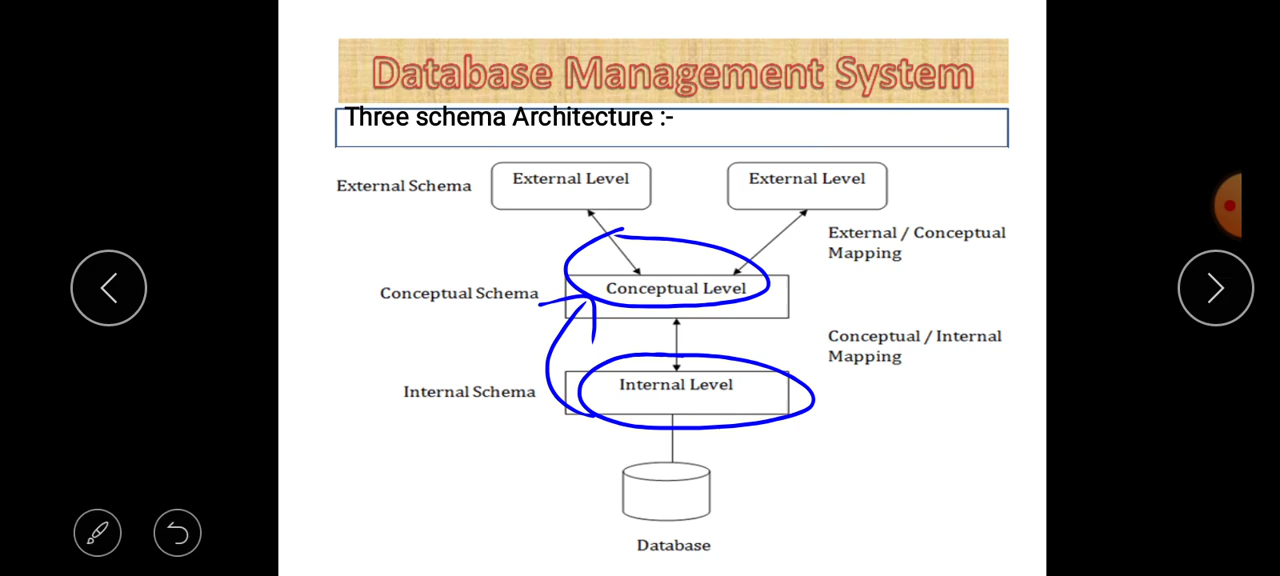 Database Management System
Three schema Architecture :-
External Schema
External Level
External Level
External / Conceptual
Mapping
Conceptual Schema
Conceptual Level
Conceptual / Internal
Mapping
Internal Schema
Internal Level
Database